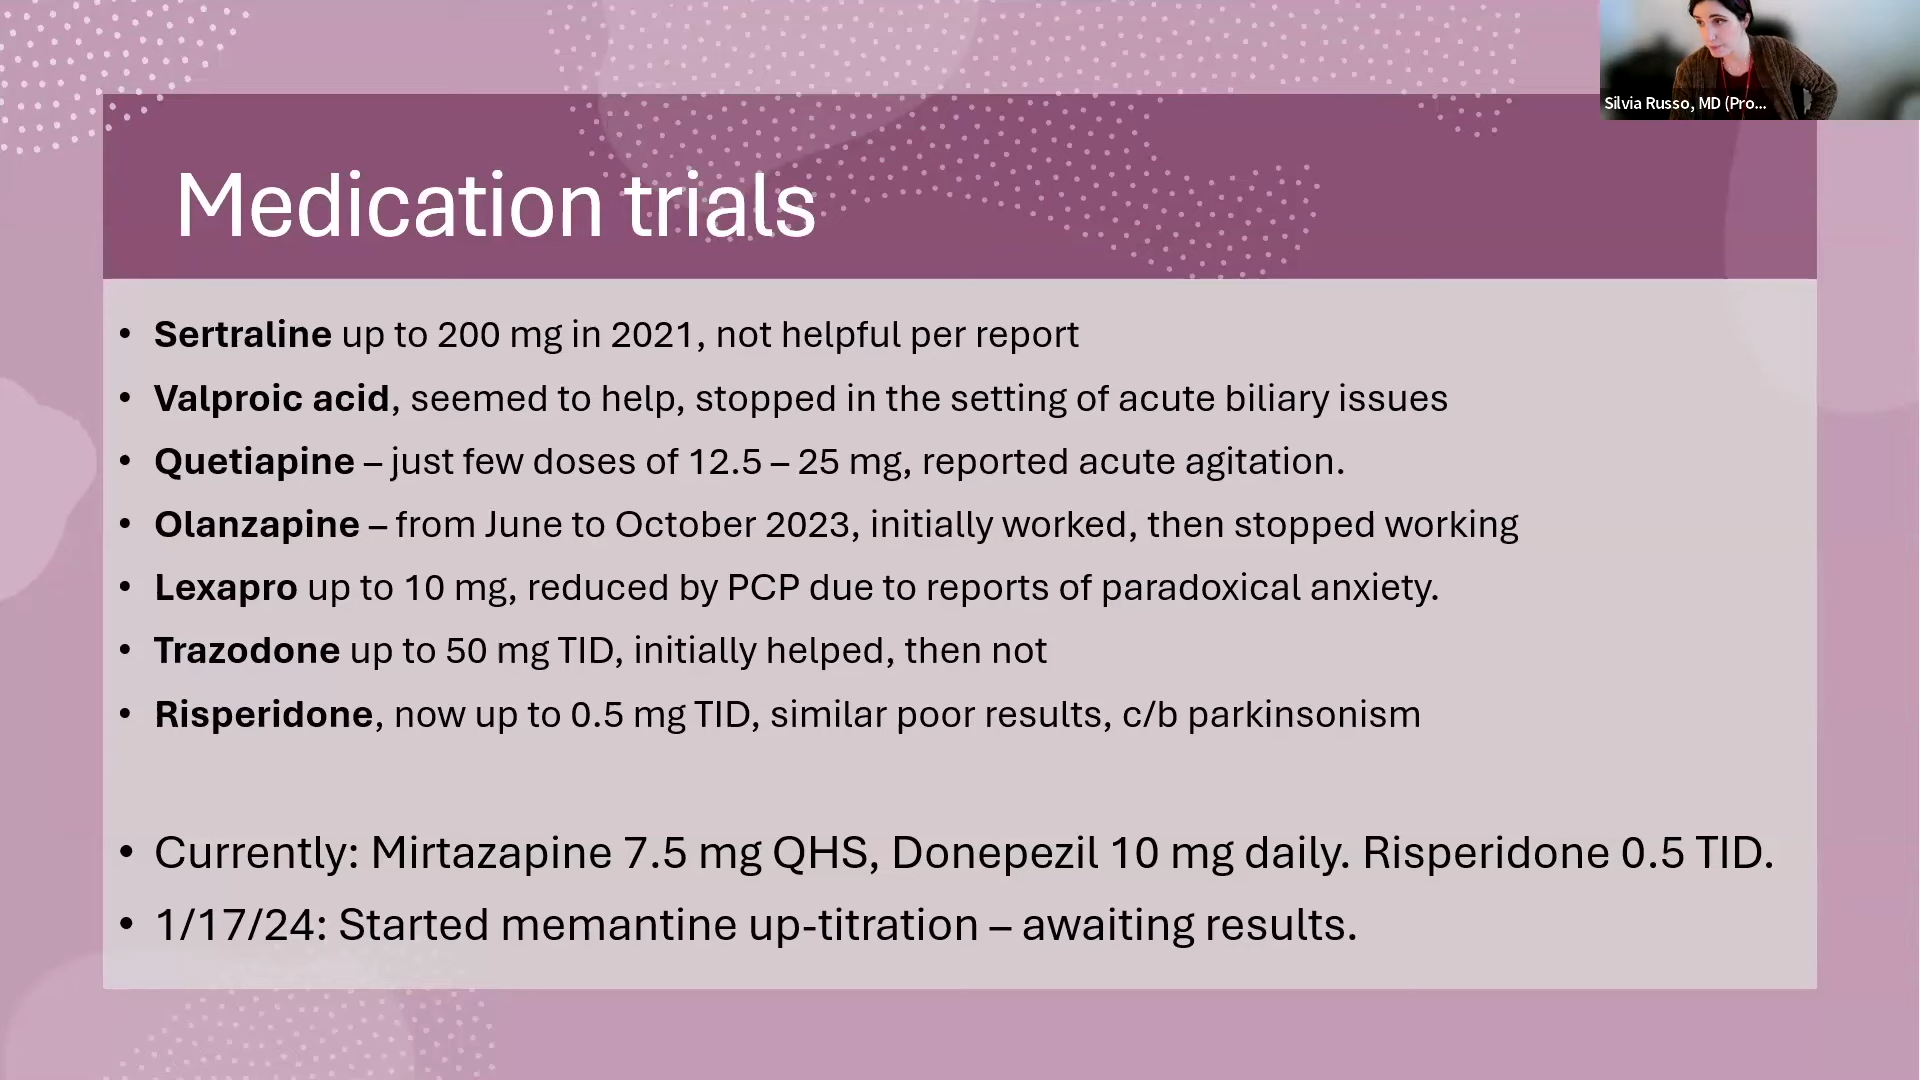 Silvia Russo, MD (Pro...
Medication trials
• Sertraline up to 200 mg in 2021, not helpful per report
• Valproic acid, seemed to help, stopped in the setting of acute biliary issues
• Quetiapine – just few doses of 12.5 – 25 mg, reported acute agitation.
• Olanzapine – from June to October 2023, initially worked, then stopped working
• Lexapro up to 10 mg, reduced by PCP due to reports of paradoxical anxiety.
• Trazodone up to 50 mg TID, initially helped, then not
• Risperidone, now up to 0.5 mg TID, similar poor results, c/b parkinsonism
• Currently: Mirtazapine 7.5 mg QHS, Donepezil 10 mg daily. Risperidone 0.5 TID.
• 1/17/24: Started memantine up-titration – awaiting results.